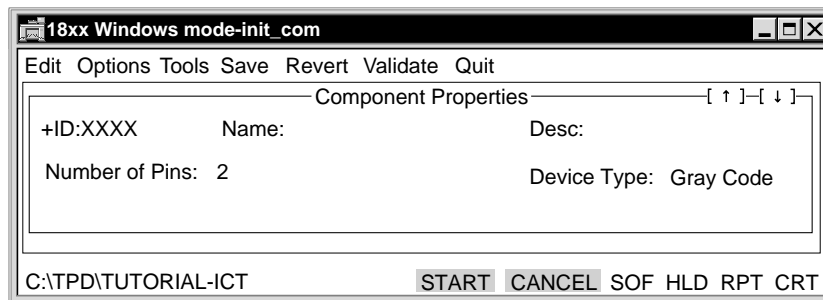 18xx Windows mode-init_com
Edit Options Tools Save Revert Validate Quit
Component Properties [ ↑ ] [ ↓ ]
+ID:XXXX Name: Desc:
Number of Pins: 2 Device Type: Gray Code
C:\TPD\TUTORIAL-ICT START CANCEL SOF HLD RPT CRT